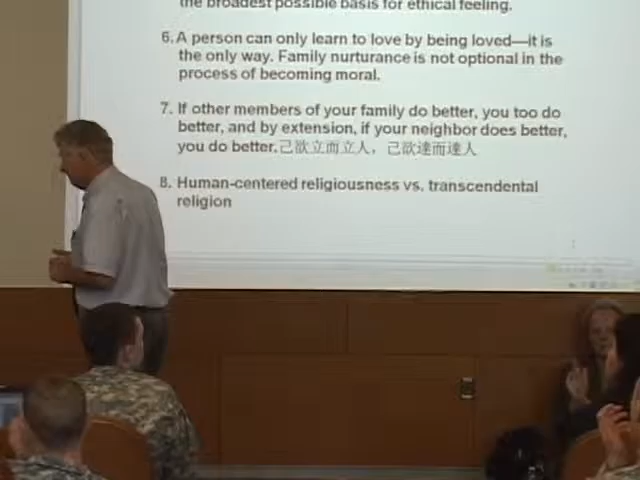 the broadest possible basis for ethical feeling.
6. A person can only learn to love by being loved—it is
the only way. Family nurturance is not optional in the
process of becoming moral.
7. If other members of your family do better, you too do
better, and by extension, if your neighbor does better,
you do better.己欲立而立人，己欲達而達人
8. Human-centered religiousness vs. transcendental
religion